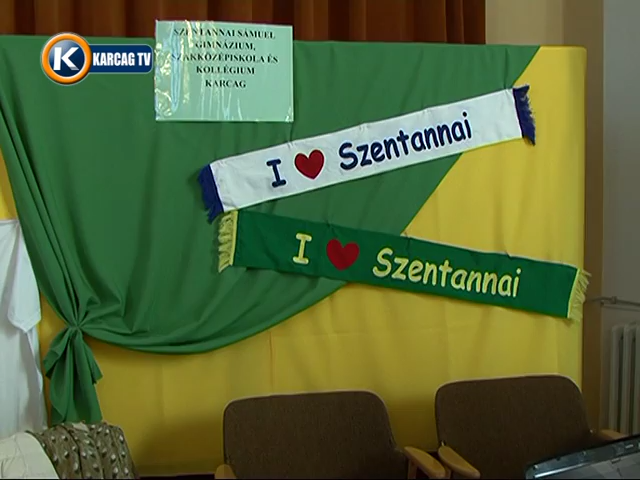 K KARCAG TV
SZENTANNAI SÁMUEL
GIMNÁZIUM,
SZAKKÖZÉPISKOLA ÉS
KOLLÉGIUM
KARCAG
I ❤ Szentannai
I ❤ Szentannai